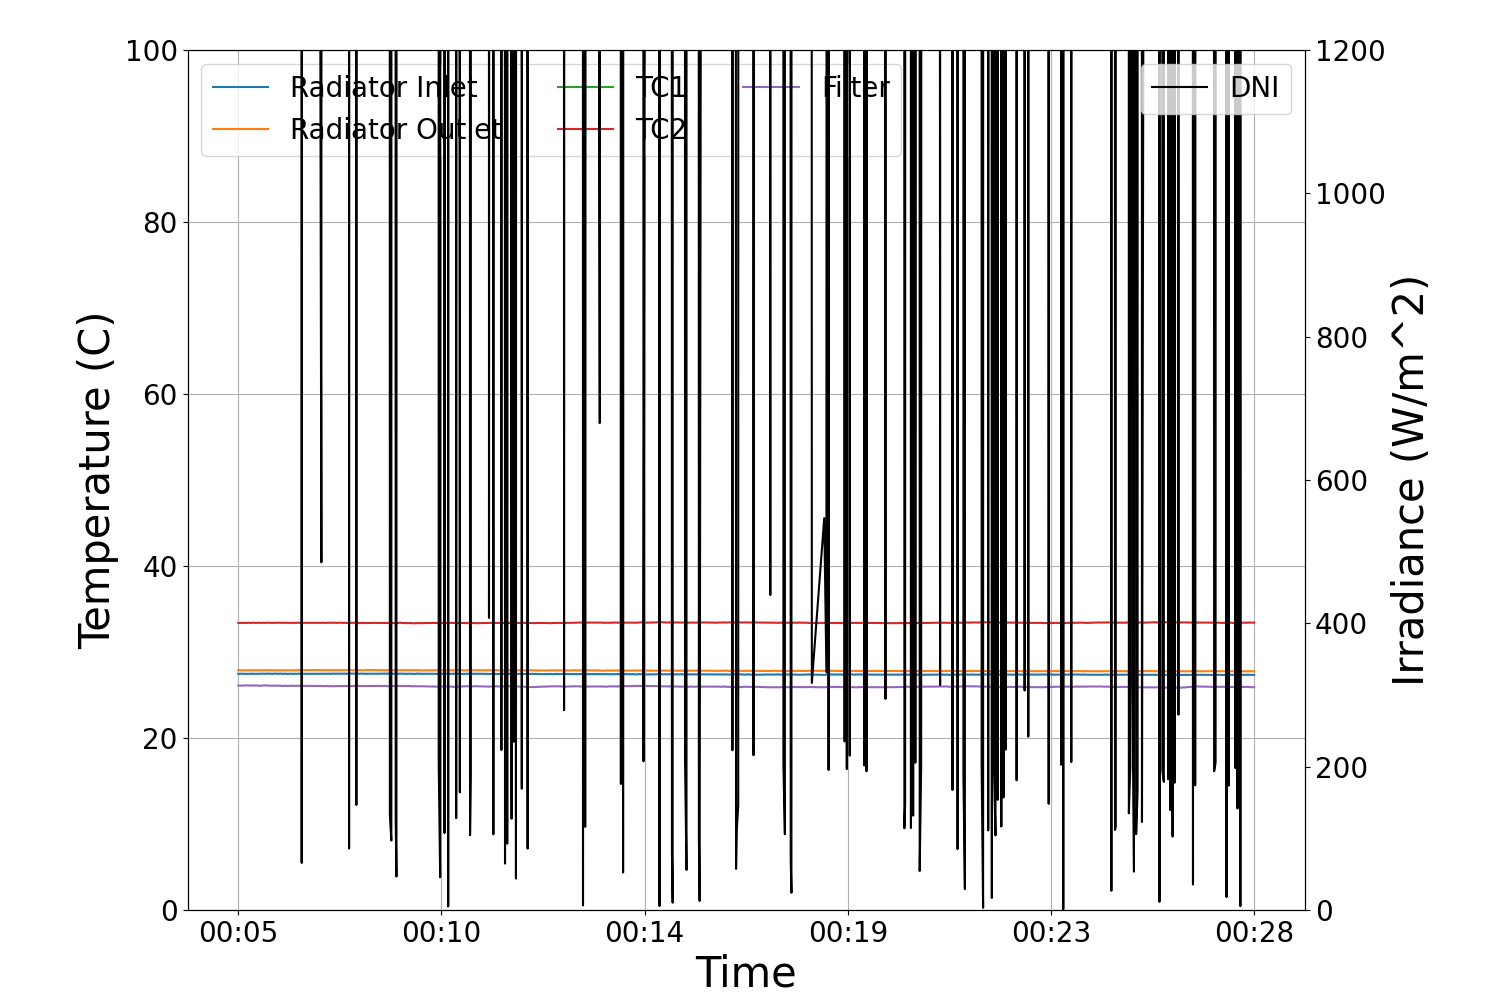 100
80
60
40
20
0
Temperature (C)
Radiator Inlet
Radiator Outlet
TC1
TC2
Filter
DNI
1200
1000
800
600
400
200
0
Irradiance (W/m^2)
00:05
00:10
00:14
00:19
00:23
00:28
Time